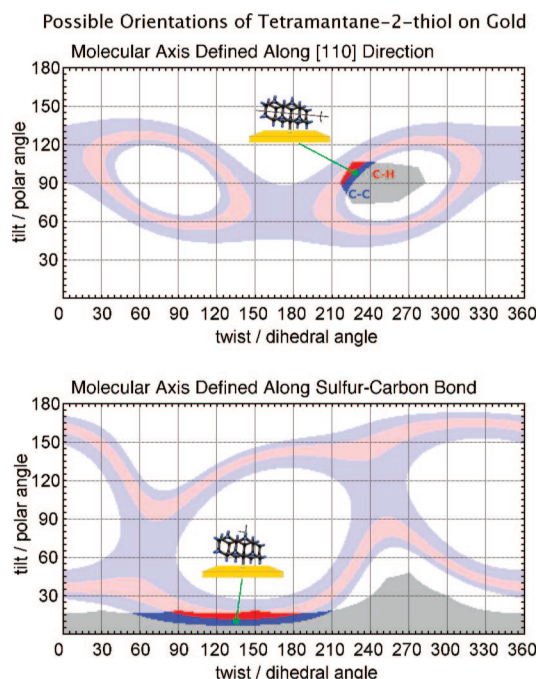 Possible Orientations of Tetramantane-2-thiol on Gold
Molecular Axis Defined Along [110] Direction
180
150
120
90
60
30
tilt / polar angle
C-H
C-C
0 30 60 90 120 150 180 210 240 270 300 330 360
twist / dihedral angle
Molecular Axis Defined Along Sulfur-Carbon Bond
180
150
120
90
60
30
tilt / polar angle
0 30 60 90 120 150 180 210 240 270 300 330 360
twist / dihedral angle